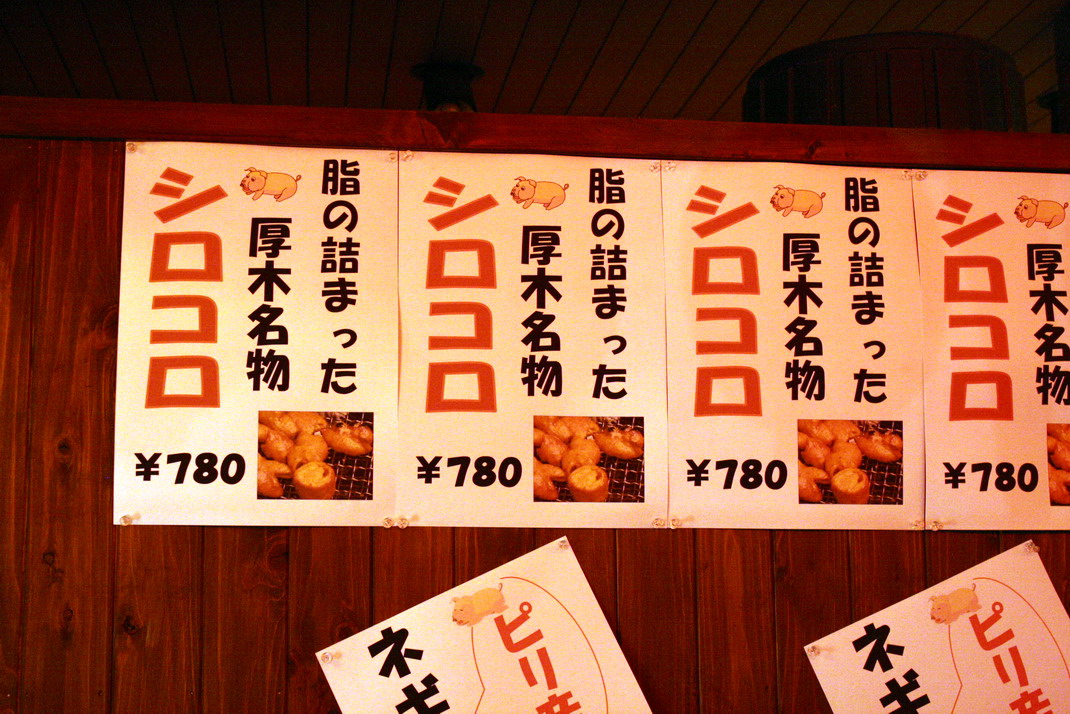 脂の詰まった
厚木名物
シロコロ
¥780
脂の詰まった
厚木名物
シロコロ
¥780
脂の詰まった
厚木名物
シロコロ
¥780
厚木名物
シロコロ
¥780
ピリ辛
ネギ
ピリ辛
ネギ